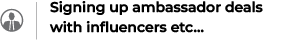 Signing up ambassador deals
with influencers etc...